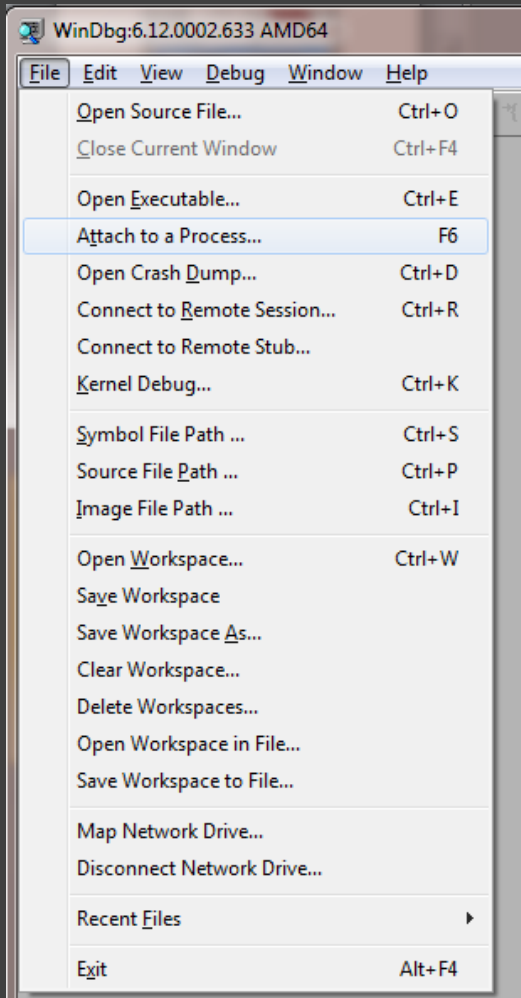 WinDbg:6.12.0002.633 AMD64
File Edit View Debug Window Help
Open Source File... Ctrl+O
Close Current Window Ctrl+F4
Open Executable... Ctrl+E
Attach to a Process... F6
Open Crash Dump... Ctrl+D
Connect to Remote Session... Ctrl+R
Connect to Remote Stub...
Kernel Debug... Ctrl+K
Symbol File Path ... Ctrl+S
Source File Path ... Ctrl+P
Image File Path ... Ctrl+I
Open Workspace... Ctrl+W
Save Workspace
Save Workspace As...
Clear Workspace...
Delete Workspaces...
Open Workspace in File...
Save Workspace to File...
Map Network Drive...
Disconnect Network Drive...
Recent Files
Exit Alt+F4